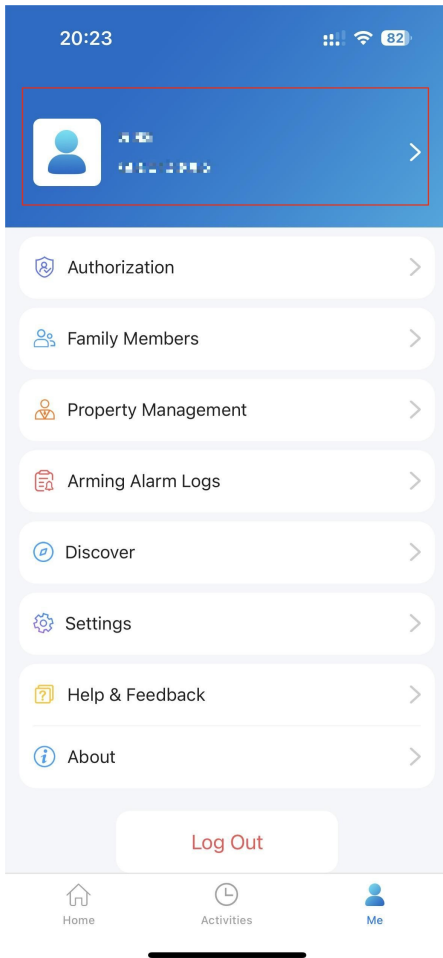 20:23
82
Authorization
Family Members
Property Management
Arming Alarm Logs
Discover
Settings
Help & Feedback
About
Log Out
Home
Activities
Me